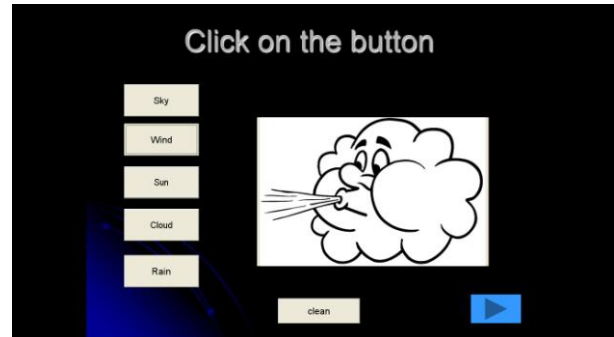 Click on the button
Sky
Wind
Sun
Cloud
Rain
clean